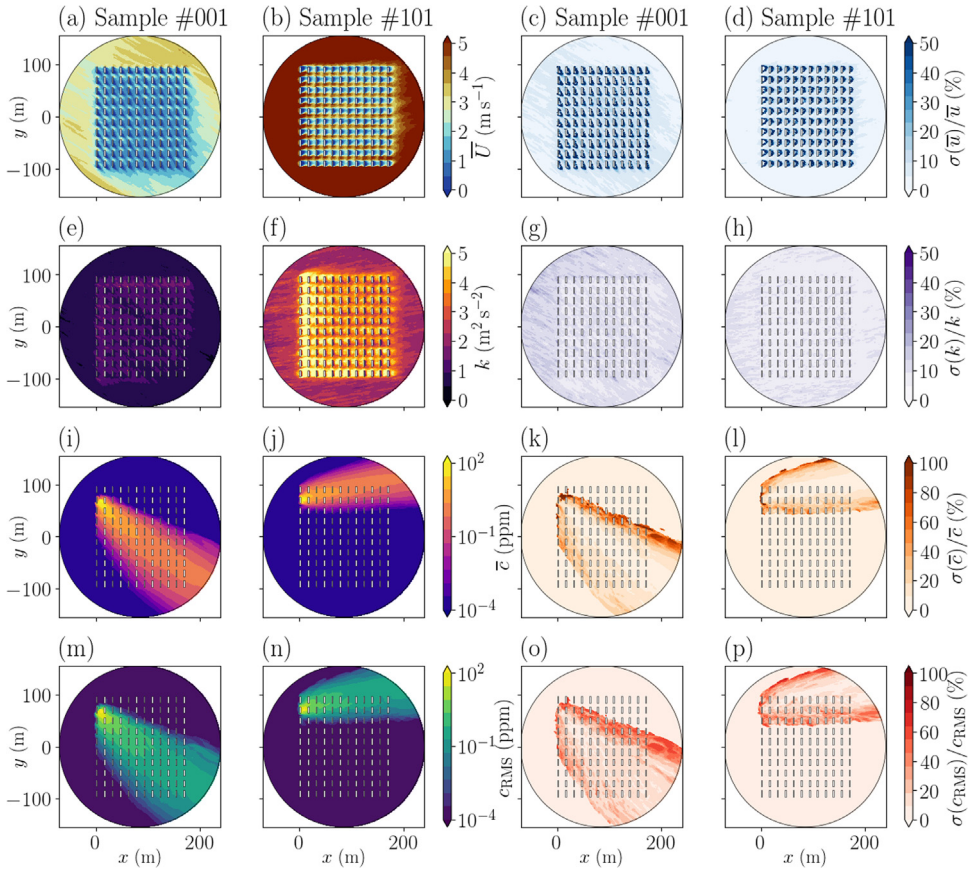 (a) Sample #001
(b) Sample #101
(c) Sample #001
(d) Sample #101
y (m)
100
0
−100
5
4
3
2
1
0
U̅ (m s⁻¹)
50
40
30
20
10
0
σ(u̅)/u̅ (%)
(e)
(f)
(g)
(h)
y (m)
100
0
−100
5
4
3
2
1
0
k (m² s⁻²)
50
40
30
20
10
0
σ(k)/k (%)
(i)
(j)
(k)
(l)
y (m)
100
0
−100
10²
10⁻¹
10⁻⁴
c̅ (ppm)
100
80
60
40
20
0
σ(c̅)/c̅ (%)
(m)
(n)
(o)
(p)
y (m)
100
0
−100
10²
10⁻¹
10⁻⁴
c_RMS (ppm)
100
80
60
40
20
0
σ(c_RMS)/c_RMS (%)
0 200
0 200
0 200
0 200
x (m)
x (m)
x (m)
x (m)